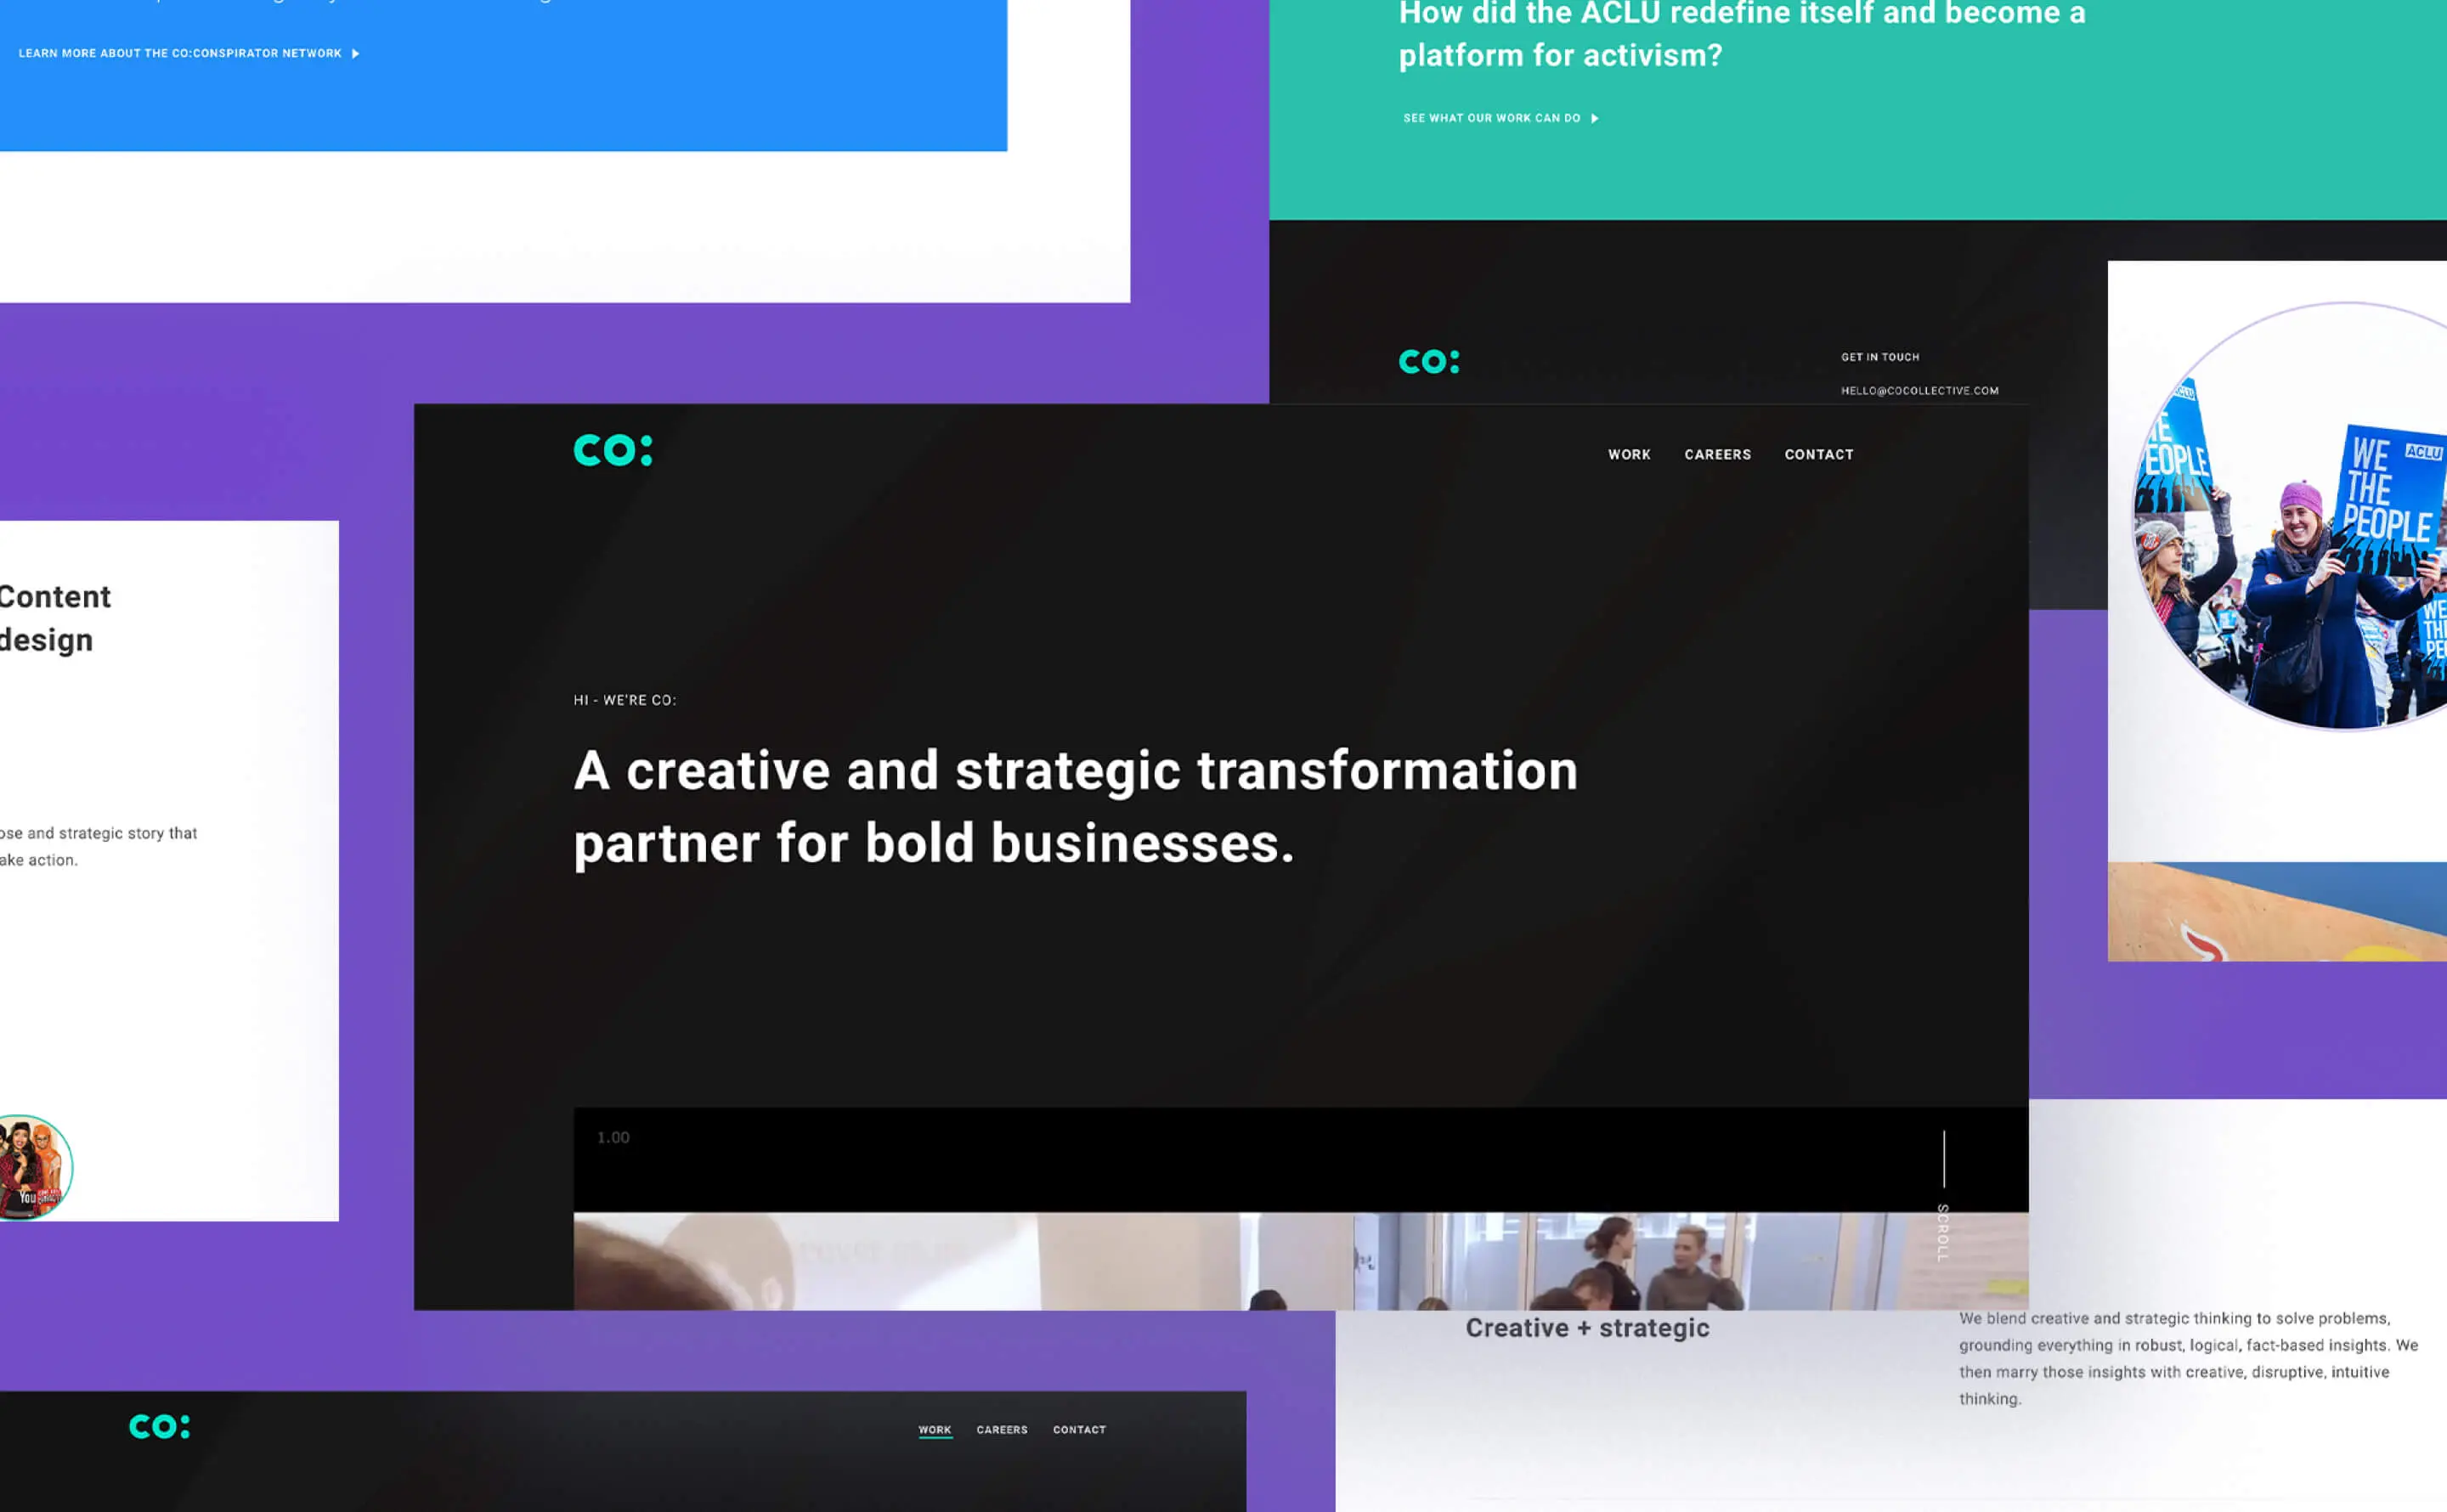 LEARN MORE ABOUT THE CO:CONSPIRATOR NETWORK
How did the ACLU redefine itself and become a
platform for activism?
SEE WHAT OUR WORK CAN DO
co:
GET IN TOUCH
HELLO@COCOLLECTIVE.COM
ACLU
WE
THE
PEOPLE
ACLU
EOPLE
WE
Content
design
ose and strategic story that
ake action.
You
co:
WORK CAREERS CONTACT
HI - WE'RE CO:
A creative and strategic transformation
partner for bold businesses.
1.00
SCROLL
Creative + strategic
We blend creative and strategic thinking to solve problems,
grounding everything in robust, logical, fact-based insights. We
then marry those insights with creative, disruptive, intuitive
thinking.
co:
WORK CAREERS CONTACT